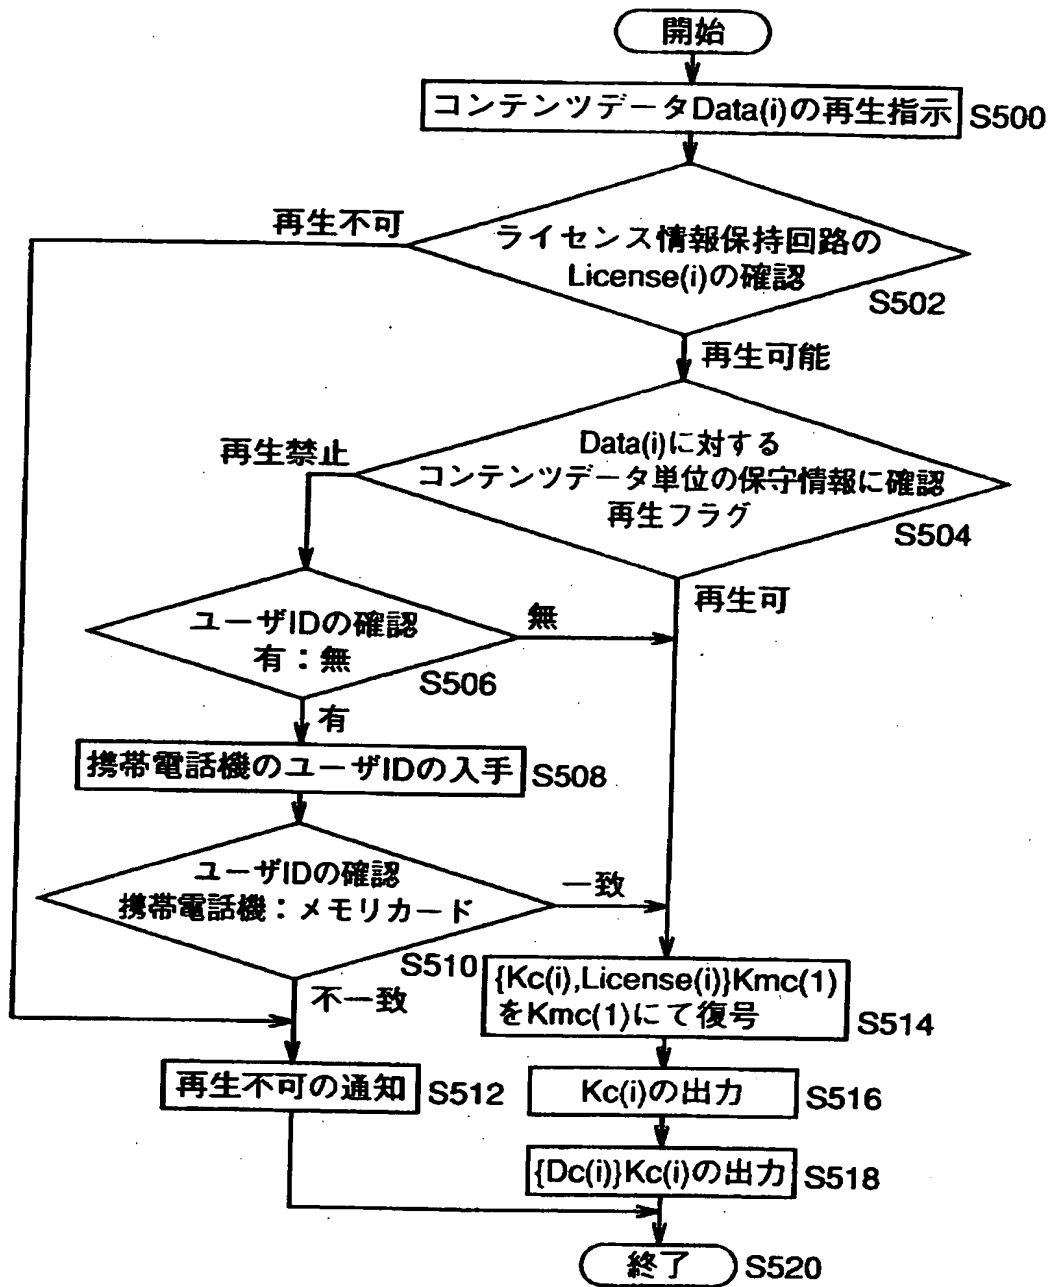 開始
コンテンツデータData(i)の再生指示
S500
再生不可
ライセンス情報保持回路の
License(i)の確認
S502
再生可能
再生禁止
Data(i)に対する
コンテンツデータ単位の保守情報に確認
再生フラグ
S504
再生可
ユーザIDの確認
有：無
無
S506
有
携帯電話機のユーザIDの入手
S508
ユーザIDの確認
携帯電話機：メモリカード
一致
S510
不一致
{Kc(i),License(i)}Kmc(1)
をKmc(1)にて復号
S514
再生不可の通知
S512
Kc(i)の出力
S516
{Dc(i)}Kc(i)の出力
S518
終了
S520